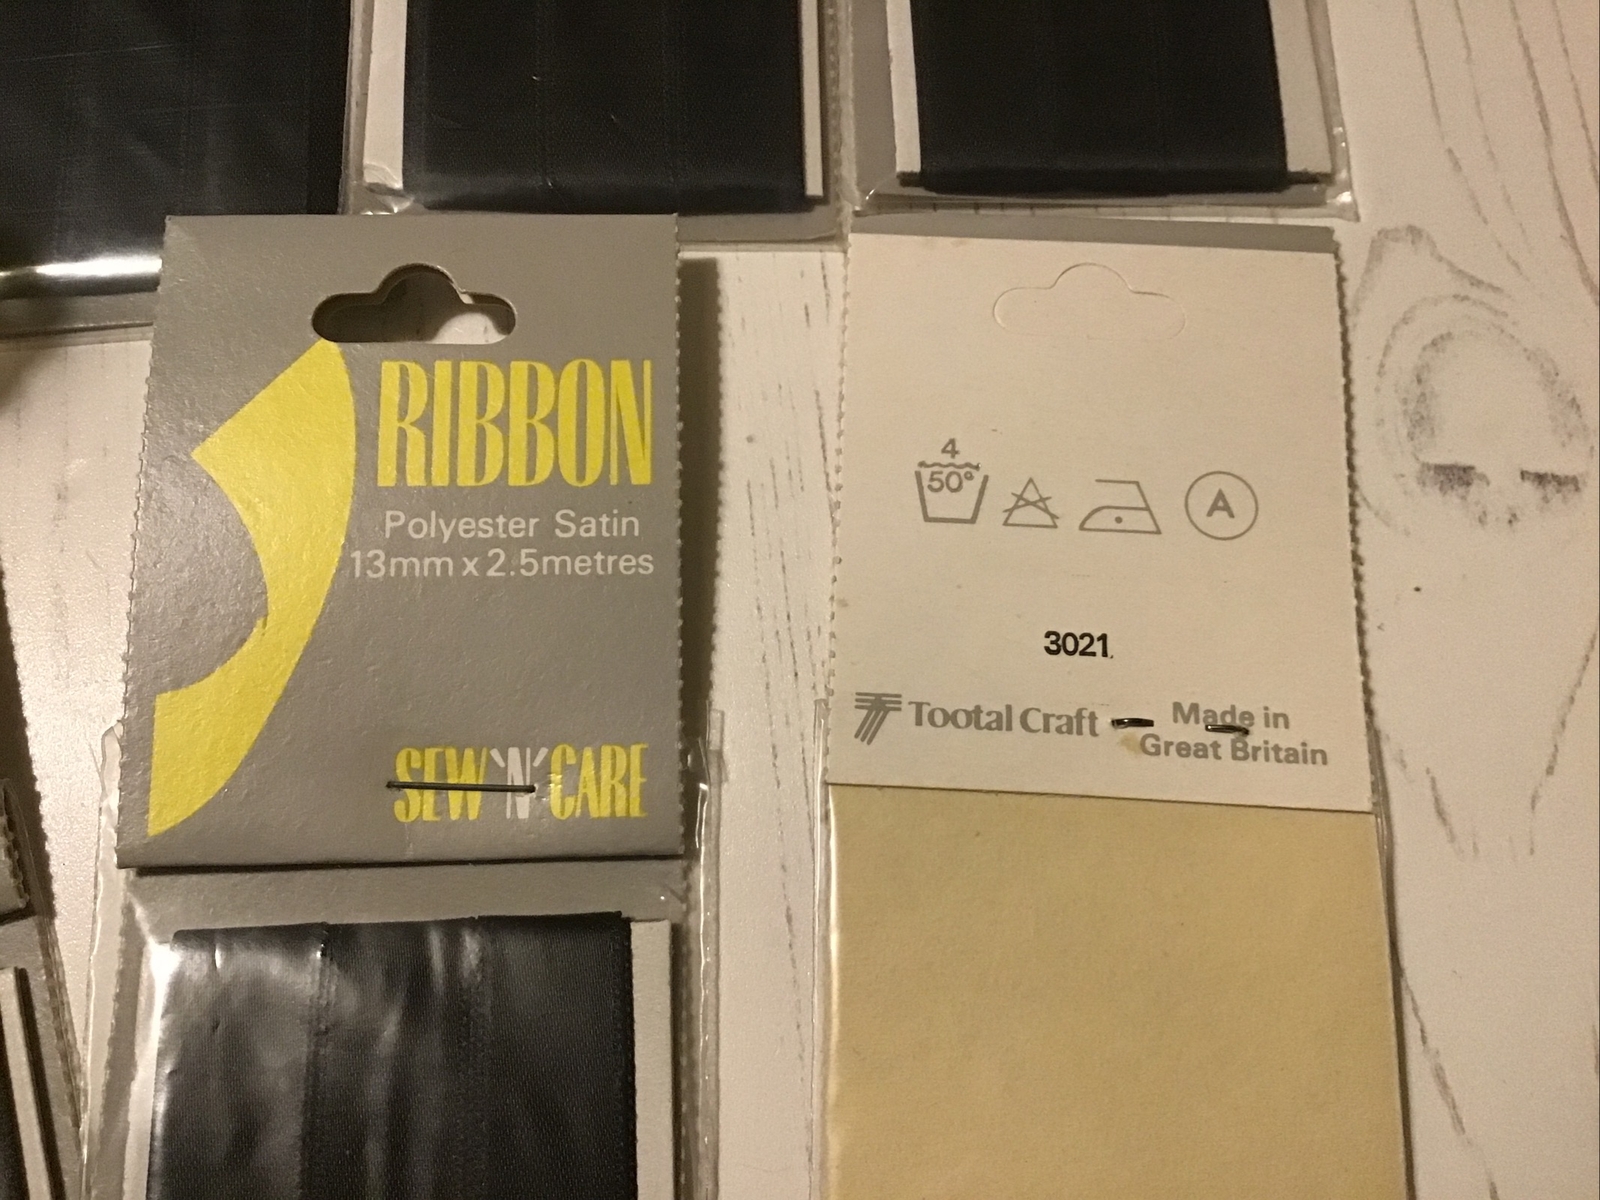 RIBBON
Polyester Satin
13mm x 2.5metres
SEW 'N' CARE
4
50°
A
3021
Tootal Craft
Made in
Great Britain